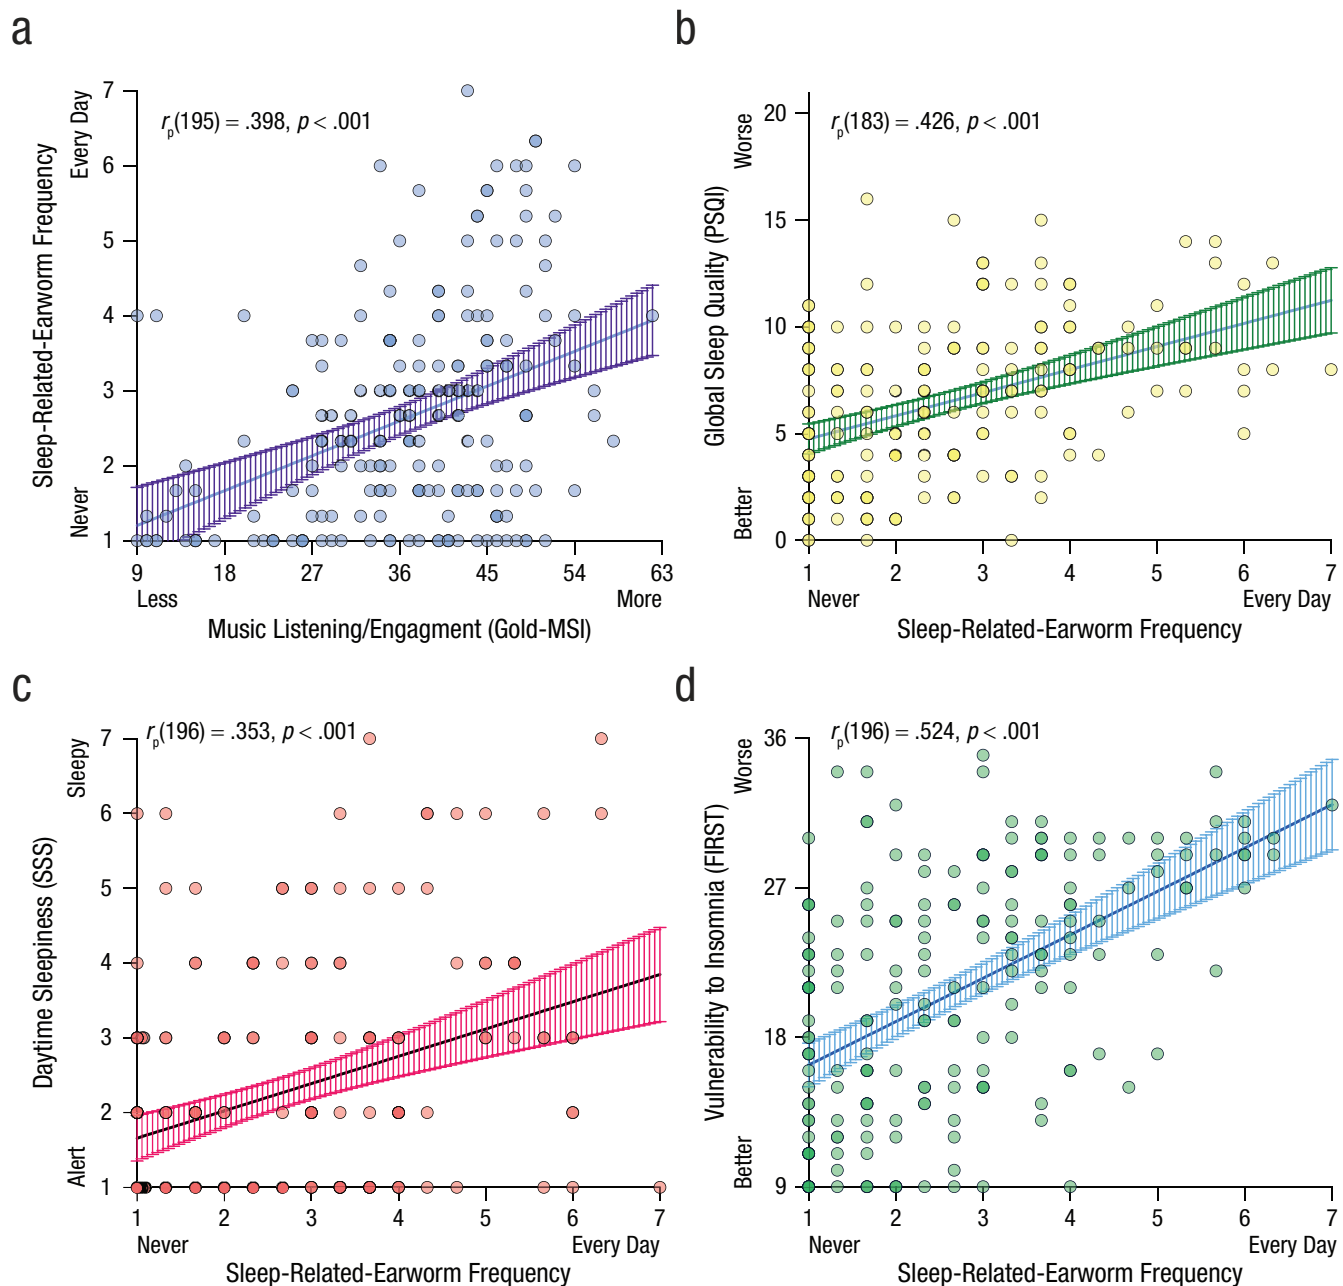 a
r_p(195) = .398, p < .001
Every Day
Sleep-Related-Earworm Frequency
Never
7
6
5
4
3
2
1
9 18 27 36 45 54 63
Less More
Music Listening/Engagment (Gold-MSI)
b
r_p(183) = .426, p < .001
Worse
Global Sleep Quality (PSQI)
Better
20
15
10
5
0
1 2 3 4 5 6 7
Never Every Day
Sleep-Related-Earworm Frequency
c
r_p(196) = .353, p < .001
Sleepy
Daytime Sleepiness (SSS)
Alert
7
6
5
4
3
2
1
1 2 3 4 5 6 7
Never Every Day
Sleep-Related-Earworm Frequency
d
r_p(196) = .524, p < .001
Worse
Vulnerability to Insomnia (FIRST)
Better
36
27
18
9
1 2 3 4 5 6 7
Never Every Day
Sleep-Related-Earworm Frequency